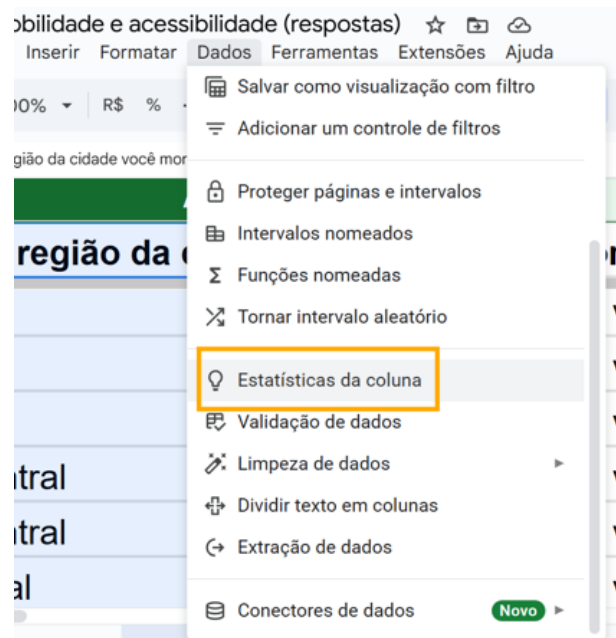 obilidade e acessibilidade (respostas)
Inserir Formatar Dados Ferramentas Extensões Ajuda
00% R$ %
Salvar como visualização com filtro
Adicionar um controle de filtros
gião da cidade você mor
Proteger páginas e intervalos
região da
Intervalos nomeados
Funções nomeadas
Tornar intervalo aleatório
Estatísticas da coluna
Validação de dados
Limpeza de dados
tral
Dividir texto em colunas
tral
Extração de dados
al
Conectores de dados Novo